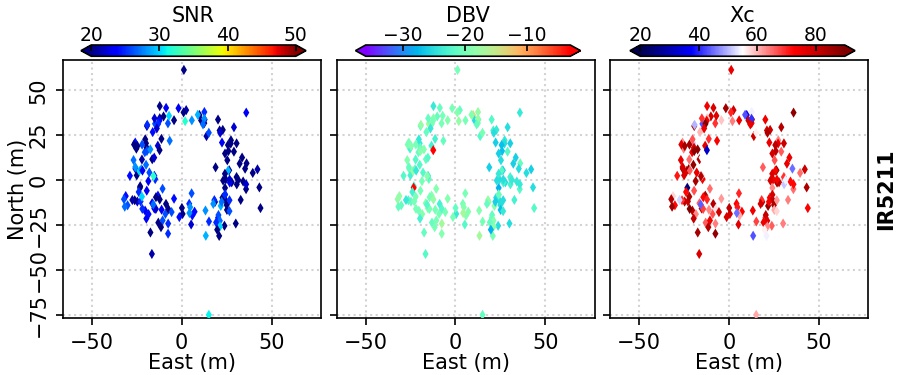 SNR DBV Xc
20 30 40 50 −30 −20 −10 20 40 60 80
50
25
0
−25
−50
−75
North (m)
−50 0 50 −50 0 50 −50 0 50
East (m) East (m) East (m)
IR5211